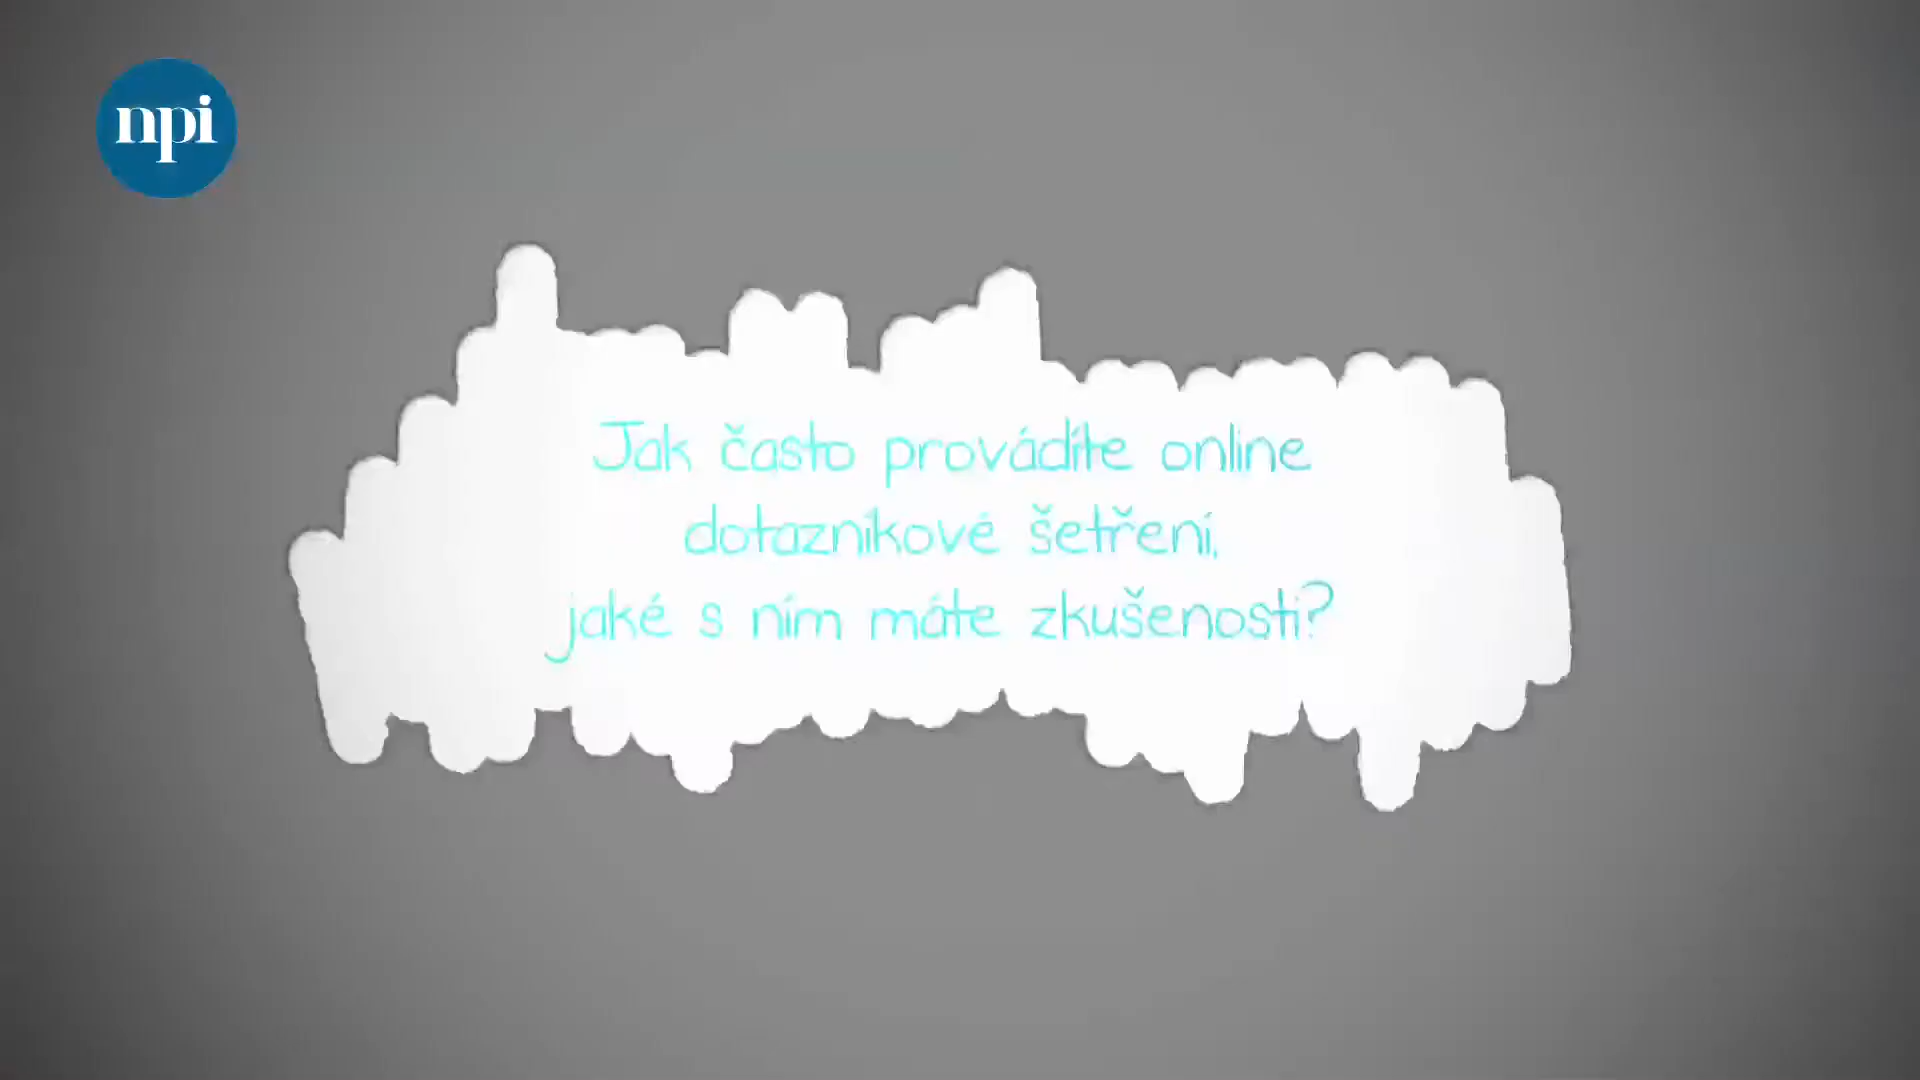 npi
Jak často provádíte online
dotazníkové šetření,
jaké s ním máte zkušenosti?